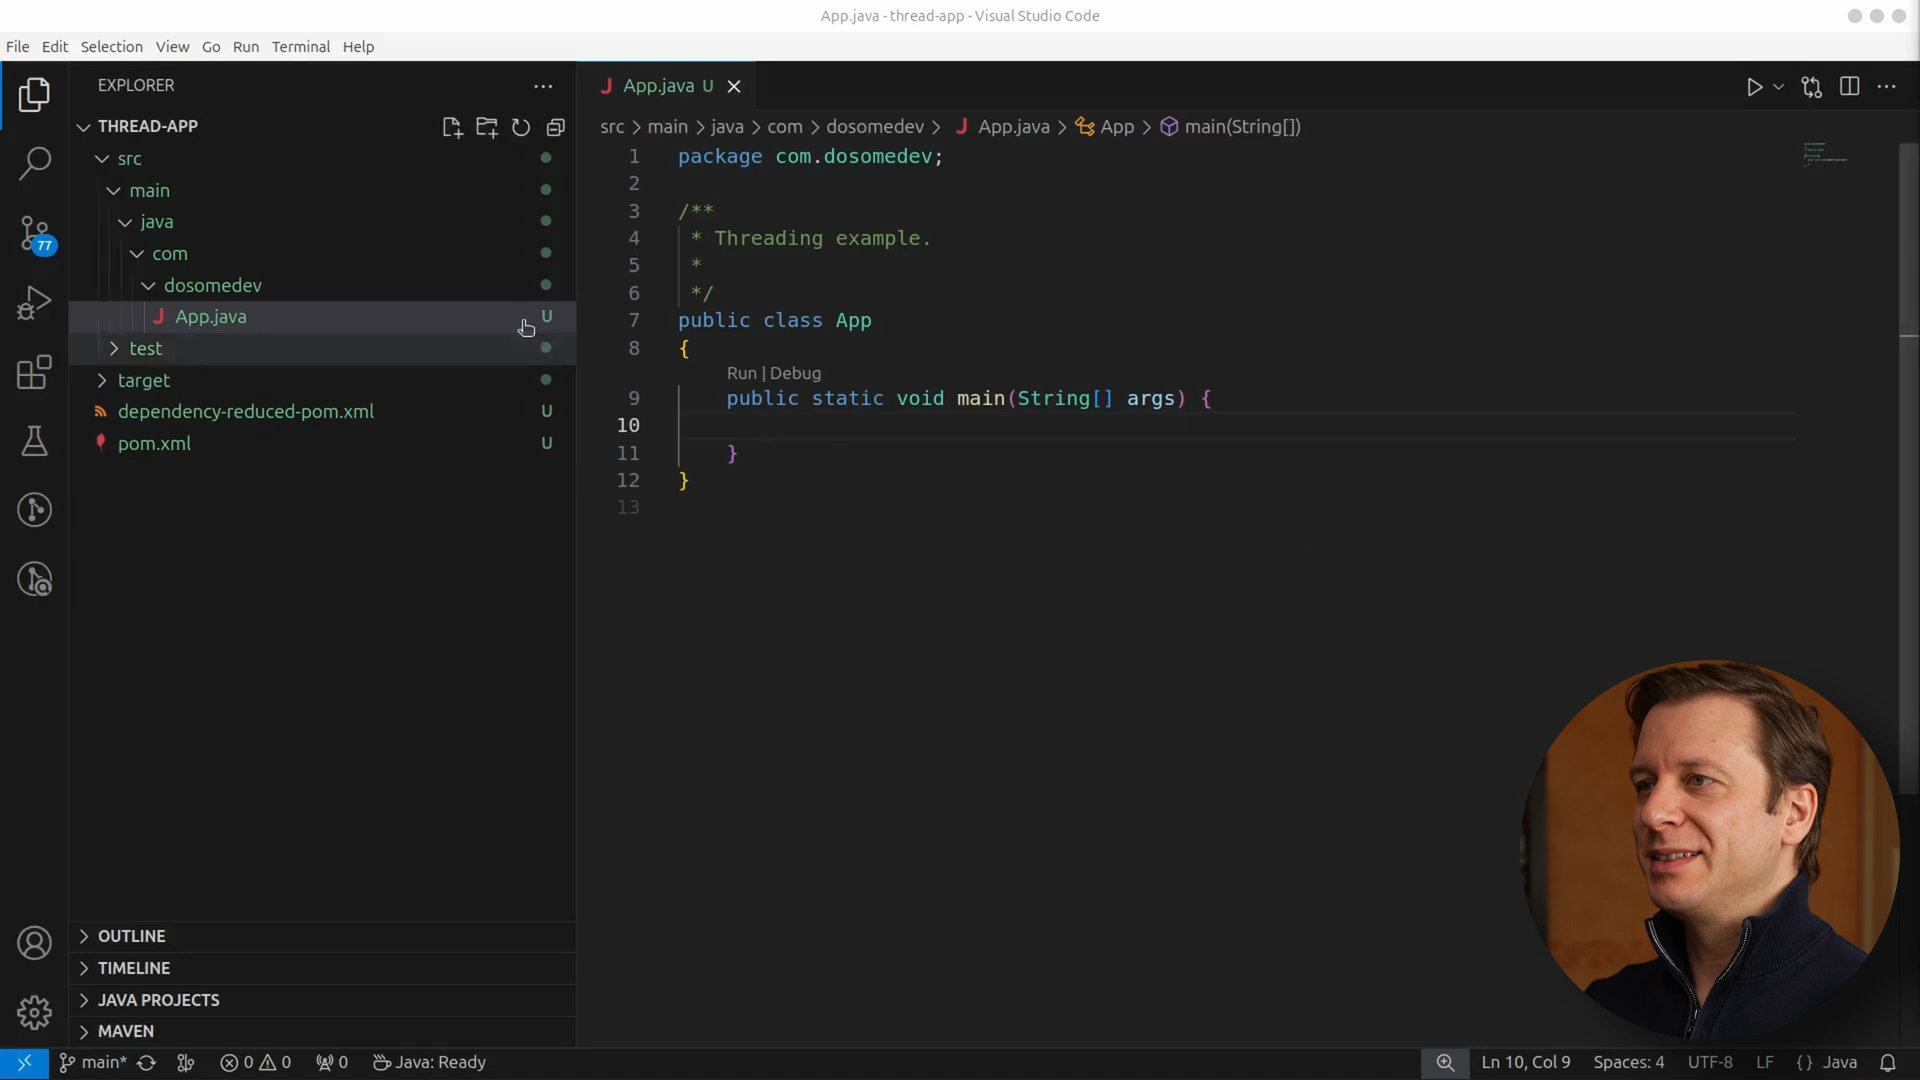 App.java - thread-app - Visual Studio Code
File Edit Selection View Go Run Terminal Help
EXPLORER
THREAD-APP
src
main
java
com
dosomedev
App.java U
test
target
dependency-reduced-pom.xml U
pom.xml U
77
OUTLINE
TIMELINE
JAVA PROJECTS
MAVEN
App.java U
src > main > java > com > dosomedev > App.java > App > main(String[])
1 package com.dosomedev;
2
3 /**
4 * Threading example.
5 *
6 */
7 public class App
8 {
Run | Debug
9 public static void main(String[] args) {
10
11 }
12 }
13
main* 0 0 0 Java: Ready
Ln 10, Col 9 Spaces: 4 UTF-8 LF {} Java